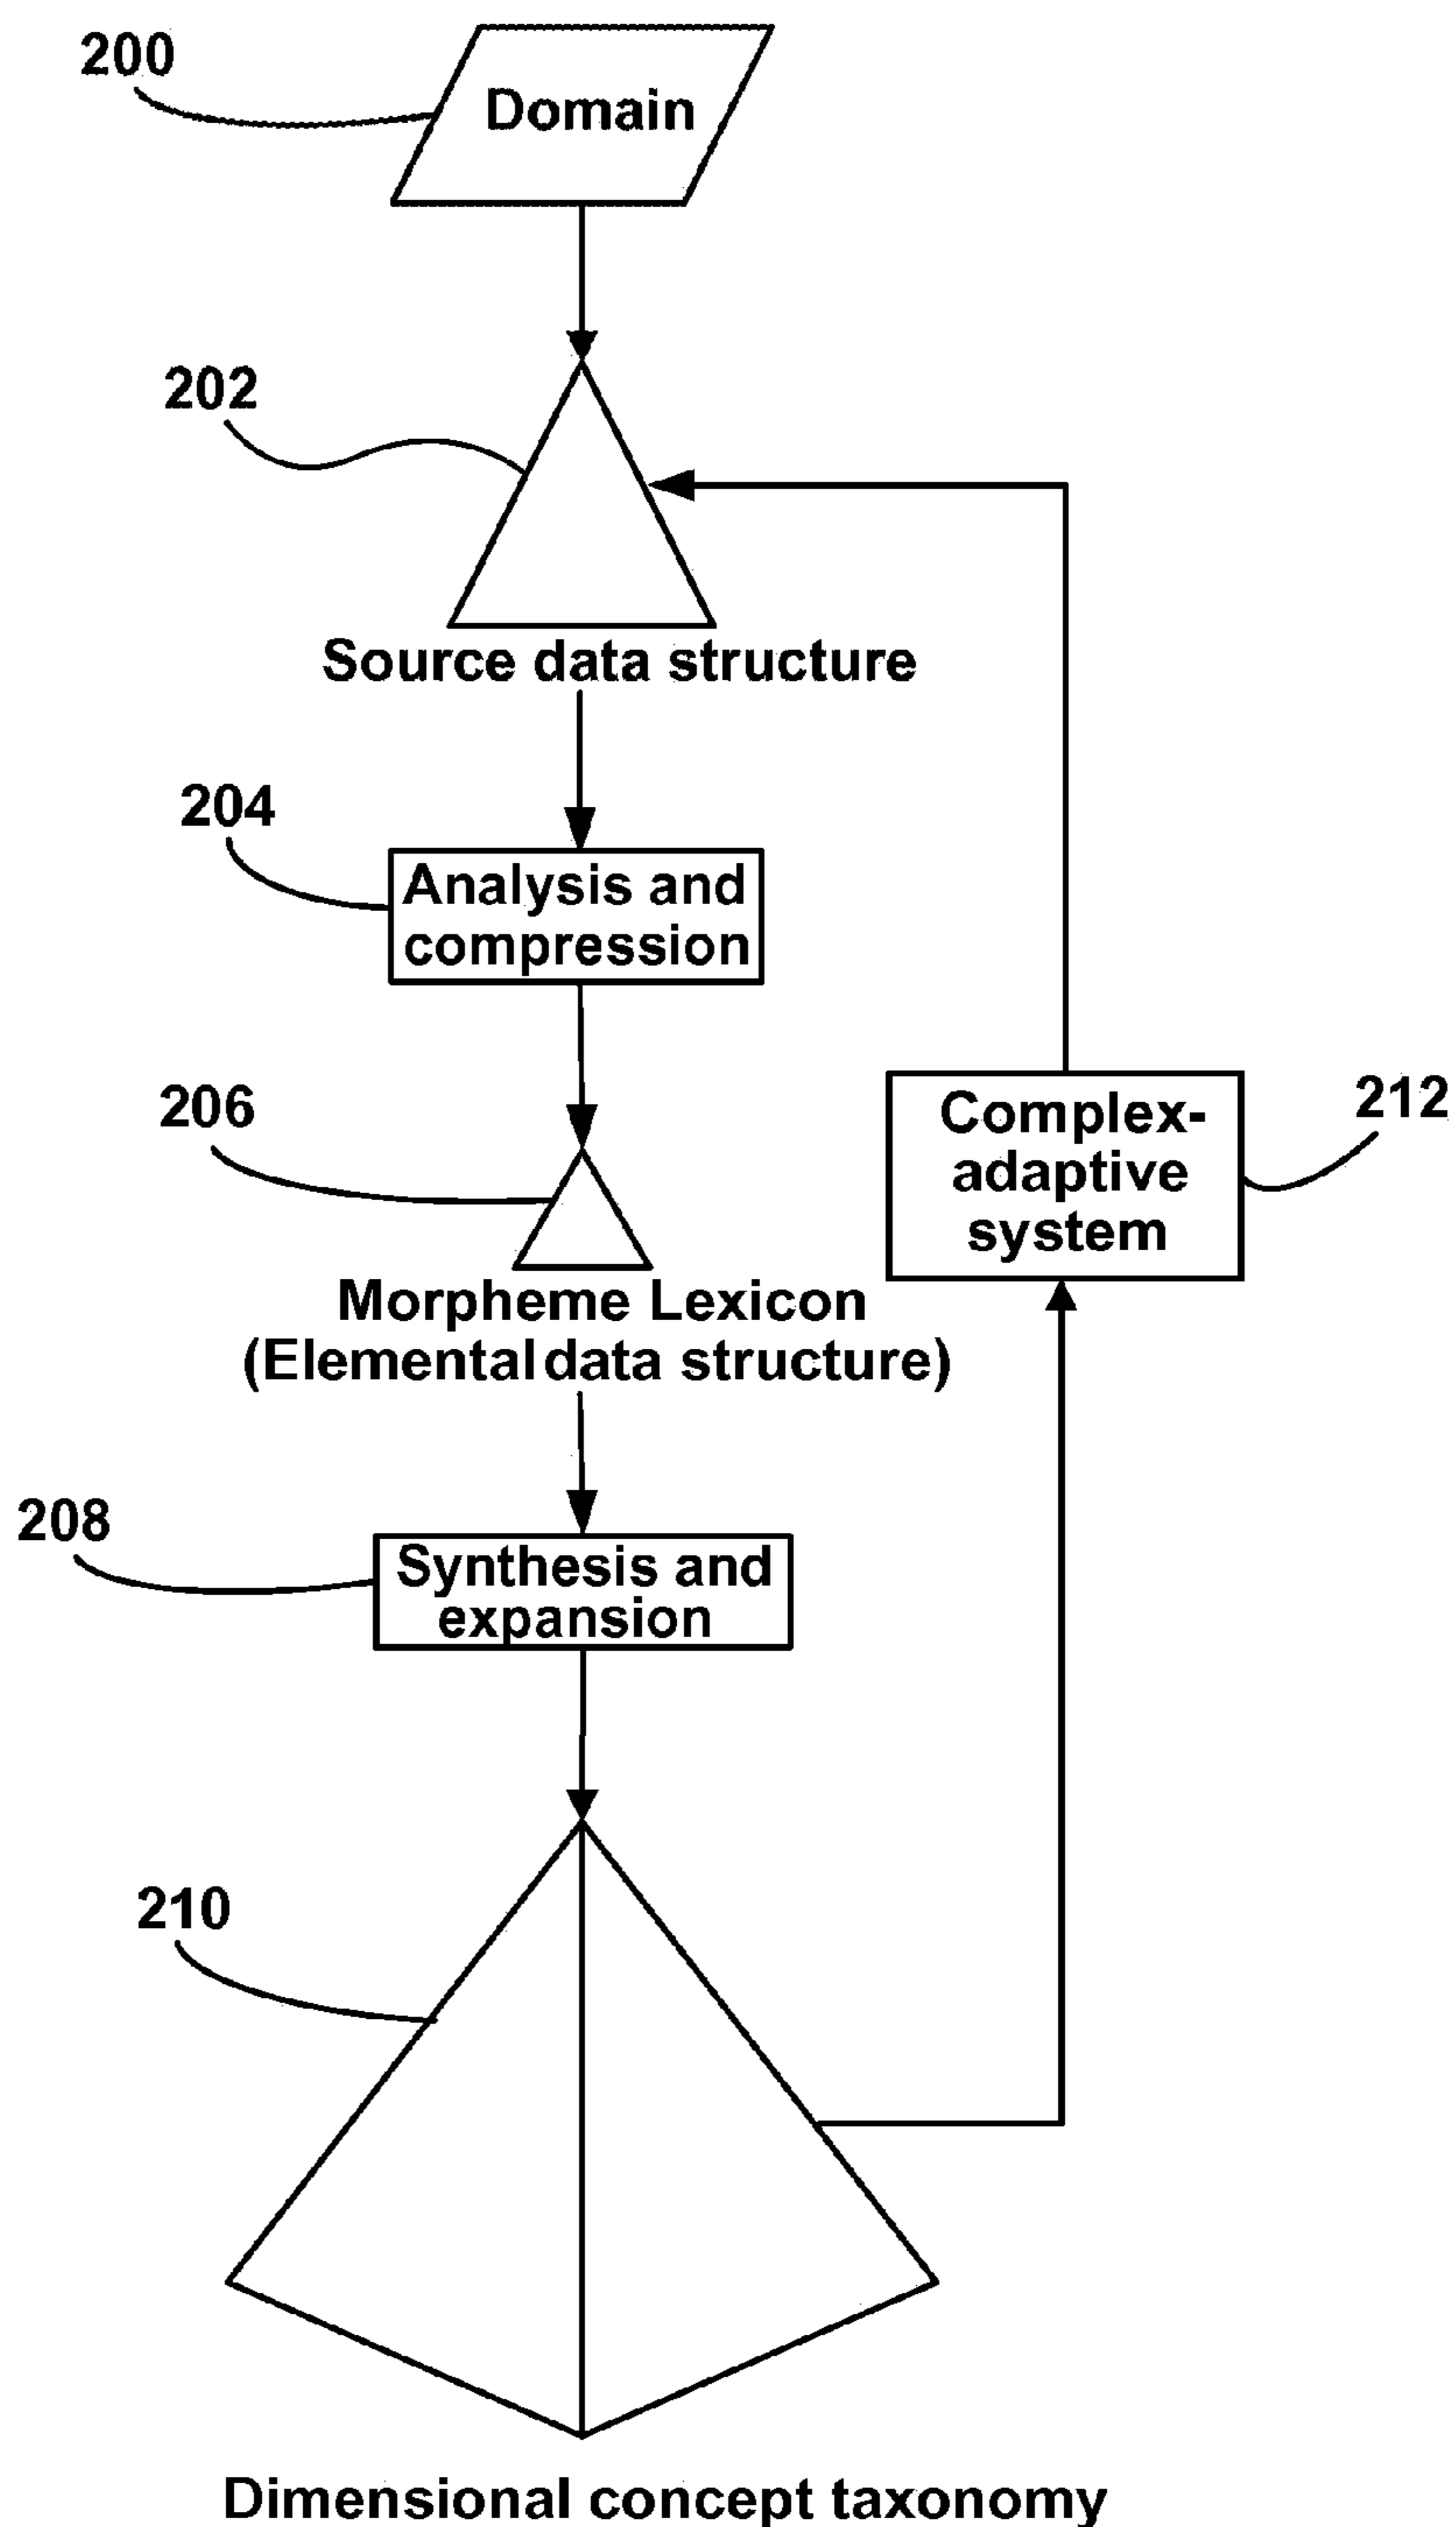 200
Domain
202
Source data structure
204
Analysis and
compression
206
Complex-
adaptive
system
212
Morpheme Lexicon
(Elemental data structure)
208
Synthesis and
expansion
210
Dimensional concept taxonomy